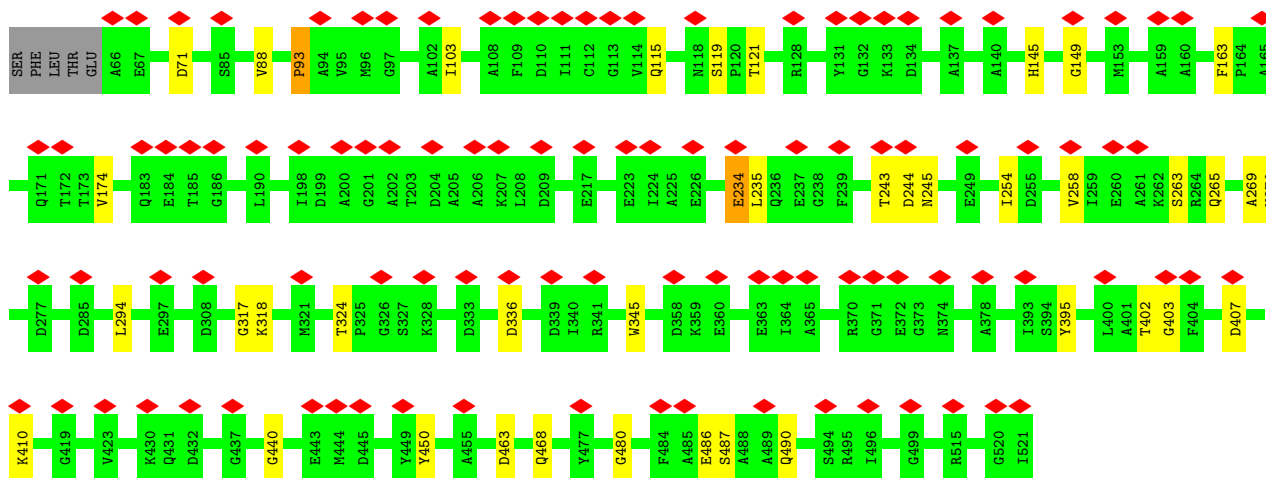 SER PHE LEU THR GLU A66 E67 D71 S85 V88 P93 A94 V95 M96 G97 A102 I103 A108 F109 D110 I111 C112 G113 V114 Q115 N118 S119 P120 T121 R128 Y131 G132 K133 D134 A137 A140 H145 G149 M153 A159 A160 F163 P164 A165
Q171 T172 T173 V174 Q183 E184 T185 G186 L190 I198 D199 A200 G201 A202 T203 D204 A205 A206 K207 L208 D209 E217 E223 I224 A225 E226 E234 L235 Q236 E237 G238 F239 T243 D244 N245 E249 I254 D255 V258 I259 E260 A261 K262 S263 R264 Q265 A269
D277 D285 L294 E297 D308 G317 K318 M321 T324 P325 G326 S327 K328 D333 D336 D339 I340 R341 W345 D358 K359 E360 E363 I364 A365 R370 G371 E372 G373 N374 A378 I393 S394 Y395 L400 A401 T402 G403 F404 D407
K410 G419 V423 K430 Q431 D432 G437 G440 E443 M444 D445 Y449 Y450 A455 D463 Q468 Y477 G480 F484 A485 E486 S487 A488 A489 Q490 S494 R495 I496 G499 R515 G520 I521